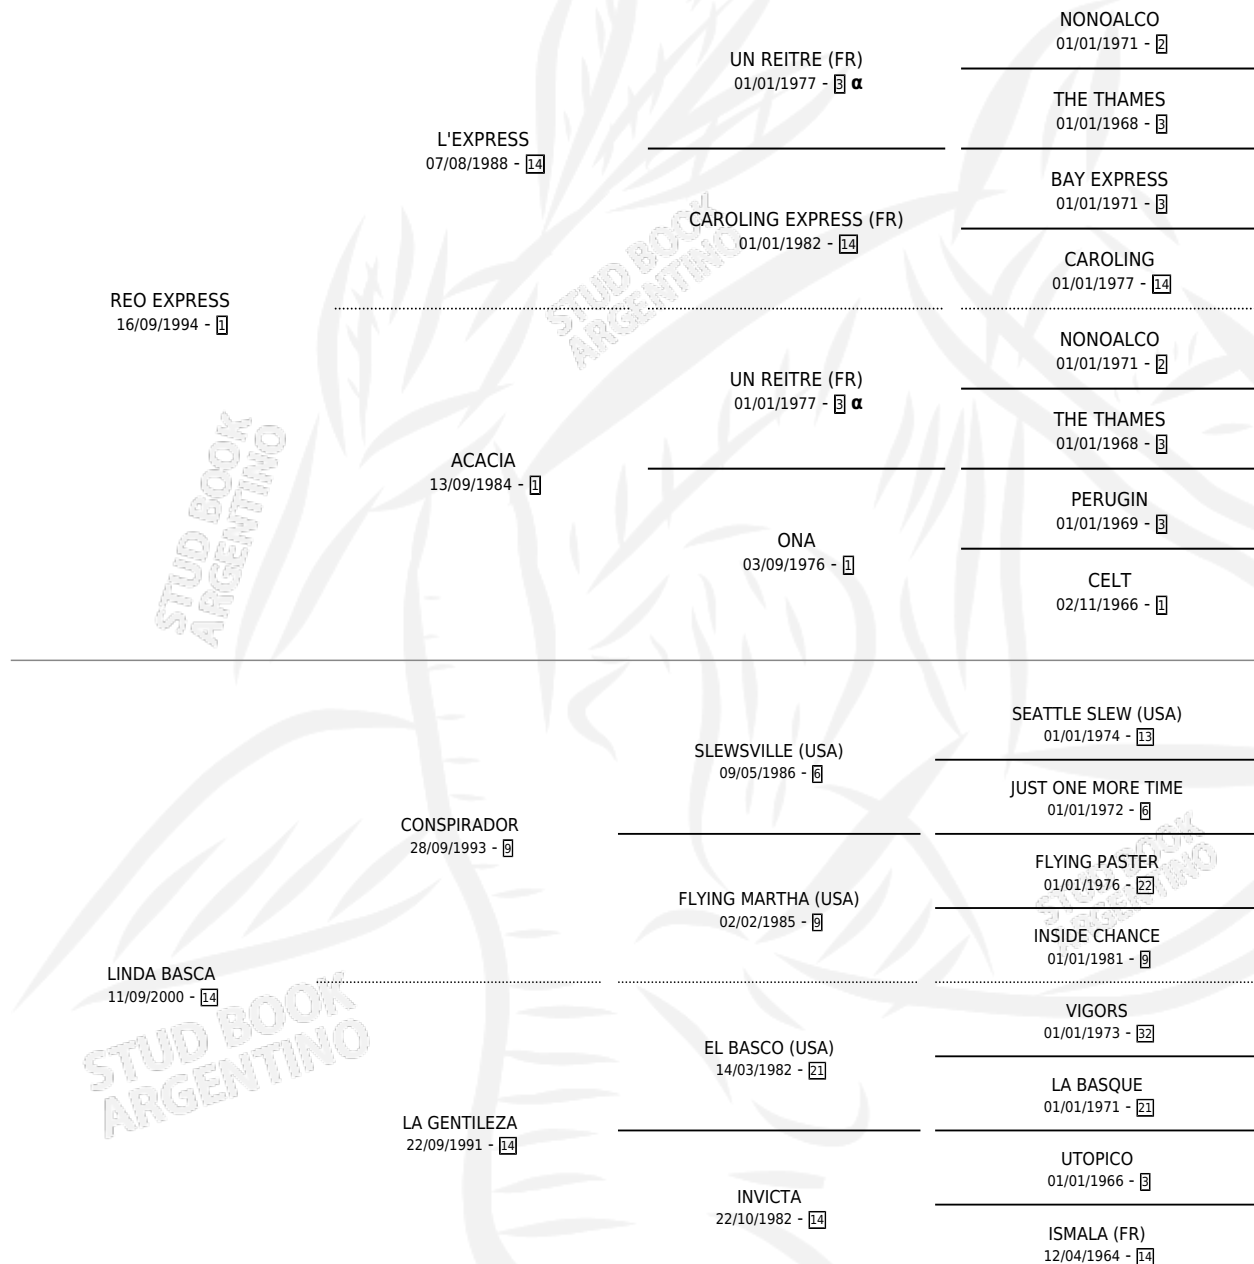 NONOALCO
01/01/1971 - 2
UN REITRE (FR)
01/01/1977 - 3 α
THE THAMES
01/01/1968 - 3
L'EXPRESS
07/08/1988 - 14
BAY EXPRESS
01/01/1971 - 3
CAROLING EXPRESS (FR)
01/01/1982 - 14
CAROLING
01/01/1977 - 14
REO EXPRESS
16/09/1994 - 1
NONOALCO
01/01/1971 - 2
UN REITRE (FR)
01/01/1977 - 3 α
THE THAMES
01/01/1968 - 3
ACACIA
13/09/1984 - 1
PERUGIN
01/01/1969 - 3
ONA
03/09/1976 - 1
CELT
02/11/1966 - 1
SEATTLE SLEW (USA)
01/01/1974 - 13
SLEWSVILLE (USA)
09/05/1986 - 6
JUST ONE MORE TIME
01/01/1972 - 6
CONSPIRADOR
28/09/1993 - 9
FLYING PASTER
01/01/1976 - 22
FLYING MARTHA (USA)
02/02/1985 - 9
INSIDE CHANCE
01/01/1981 - 9
LINDA BASCA
11/09/2000 - 14
VIGORS
01/01/1973 - 32
EL BASCO (USA)
14/03/1982 - 21
LA BASQUE
01/01/1971 - 21
LA GENTILEZA
22/09/1991 - 14
UTOPICO
01/01/1966 - 3
INVICTA
22/10/1982 - 14
ISMALA (FR)
12/04/1964 - 14
STUD BOOK
ARGENTINO
STUD BOOK
ARGENTINO
STUD BOOK
ARGENTINO
STUD BOOK
ARGENTINO